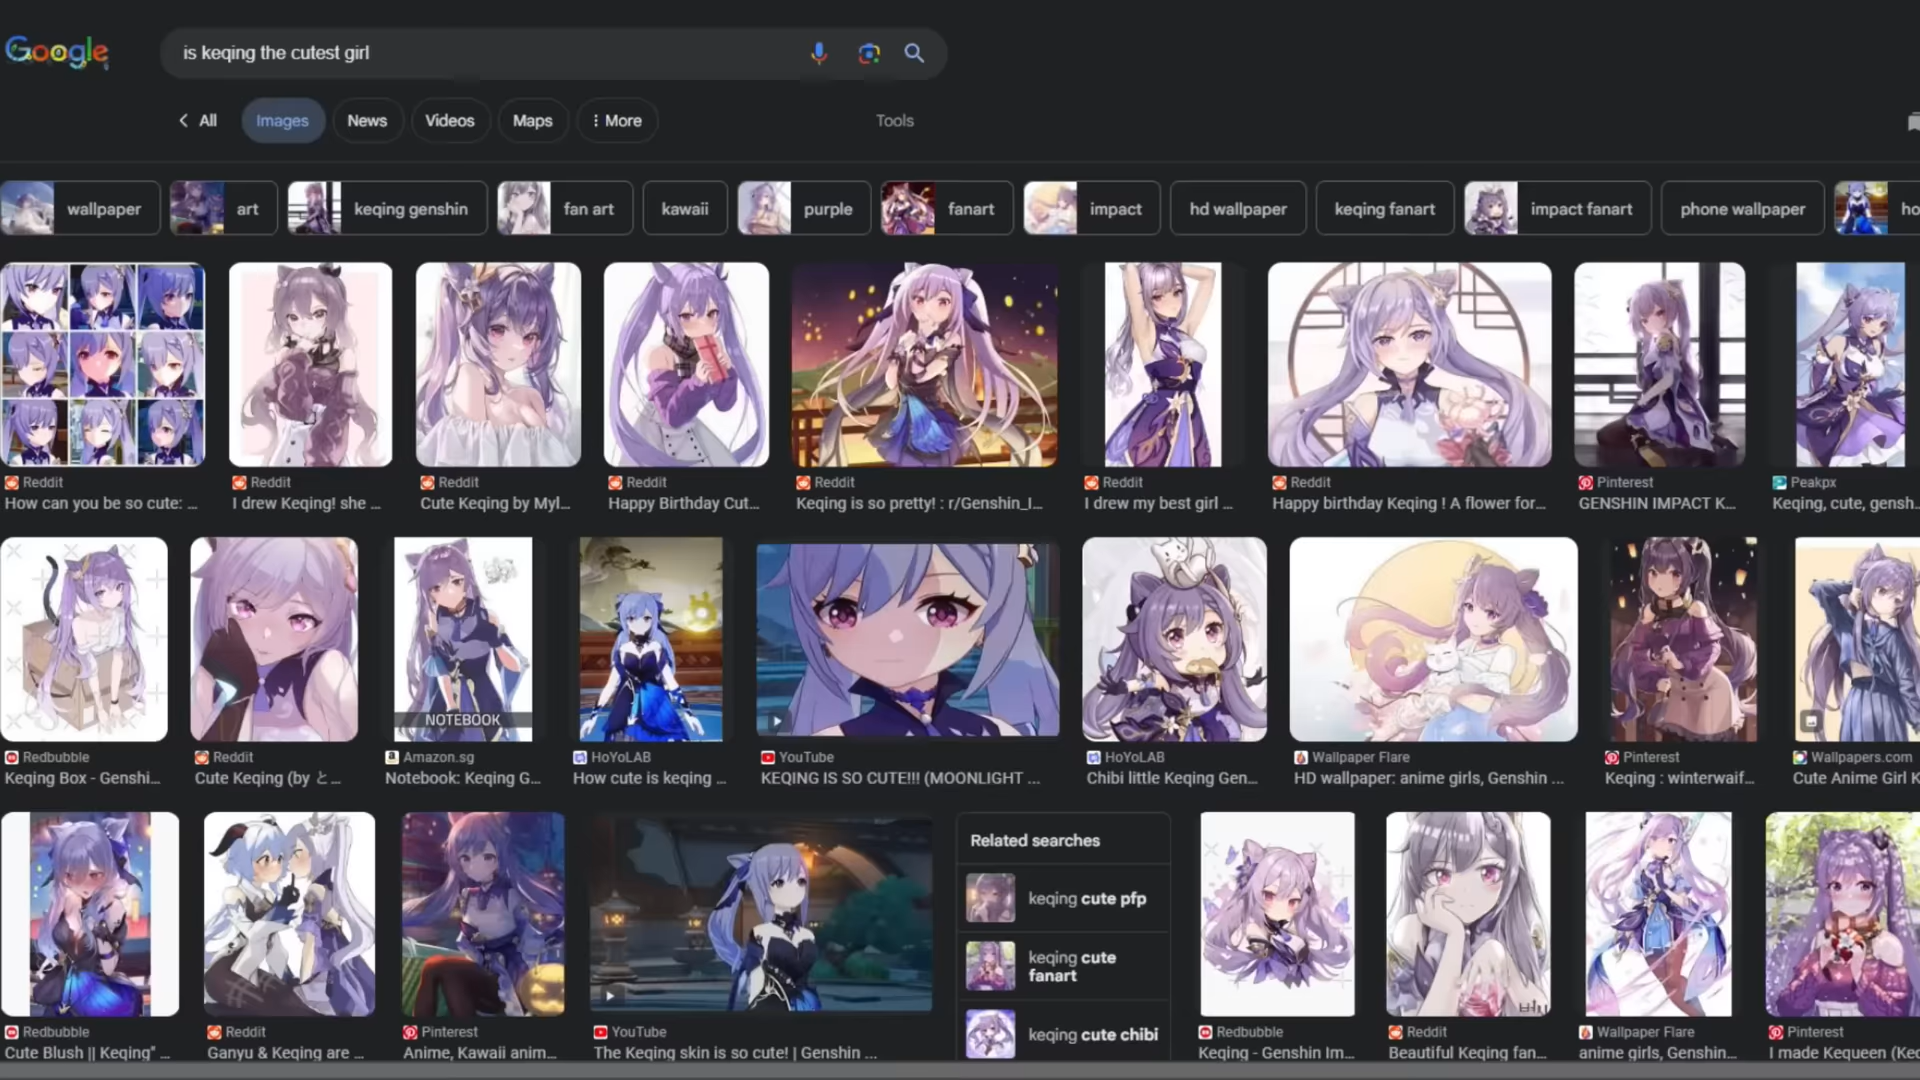 Google
is keqing the cutest girl
All
Images
News
Videos
Maps
More
Tools
wallpaper
art
keqing genshin
fan art
kawaii
purple
fanart
impact
hd wallpaper
keqing fanart
impact fanart
phone wallpaper
ho
Reddit
How can you be so cute: ...
Reddit
I drew Keqing! she ...
Reddit
Cute Keqing by Myl...
Reddit
Happy Birthday Cut...
Reddit
Keqing is so pretty! : r/Genshin_I...
Reddit
I drew my best girl ...
Reddit
Happy birthday Keqing ! A flower for...
Pinterest
GENSHIN IMPACT K...
Peakpx
Keqing, cute, gensh..
NOTEBOOK
Redbubble
Keqing Box - Genshi...
Reddit
Cute Keqing (by と ...
Amazon.sg
Notebook: Keqing G...
HoYoLAB
How cute is keqing ...
YouTube
KEQING IS SO CUTE!!! (MOONLIGHT ...
HoYoLAB
Chibi little Keqing Gen...
Wallpaper Flare
HD wallpaper: anime girls, Genshin ...
Pinterest
Keqing : winterwaif...
Wallpapers.com
Cute Anime Girl K
Redbubble
Cute Blush || Keqing" ...
Reddit
Ganyu & Keqing are ...
Pinterest
Anime, Kawaii anim...
YouTube
The Keqing skin is so cute! | Genshin ...
Related searches
keqing cute pfp
keqing cute
fanart
keqing cute chibi
Redbubble
Keqing - Genshin Im...
Reddit
Beautiful Keqing fan...
Wallpaper Flare
anime girls, Genshin...
Pinterest
I made Kequeen (Kec